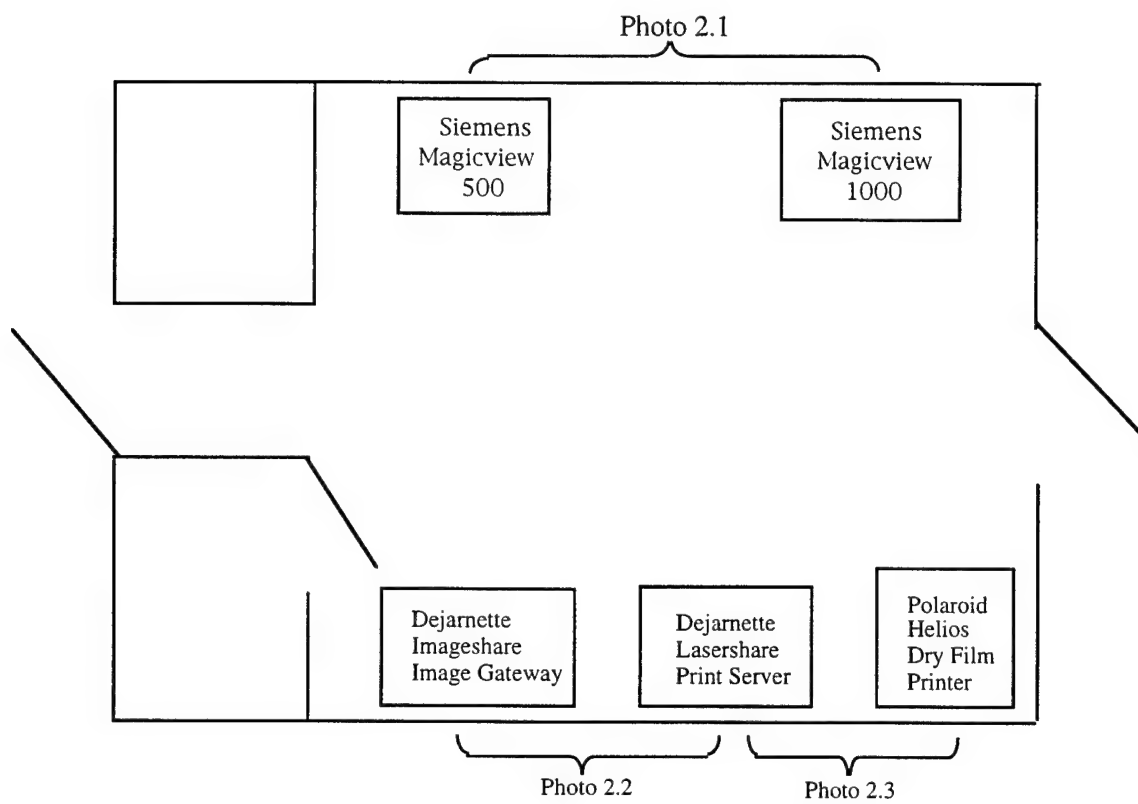 Photo 2.1
Siemens
Magicview
500
Siemens
Magicview
1000
Dejarnette
Imageshare
Image Gateway
Dejarnette
Lasershare
Print Server
Polaroid
Helios
Dry Film
Printer
Photo 2.2
Photo 2.3